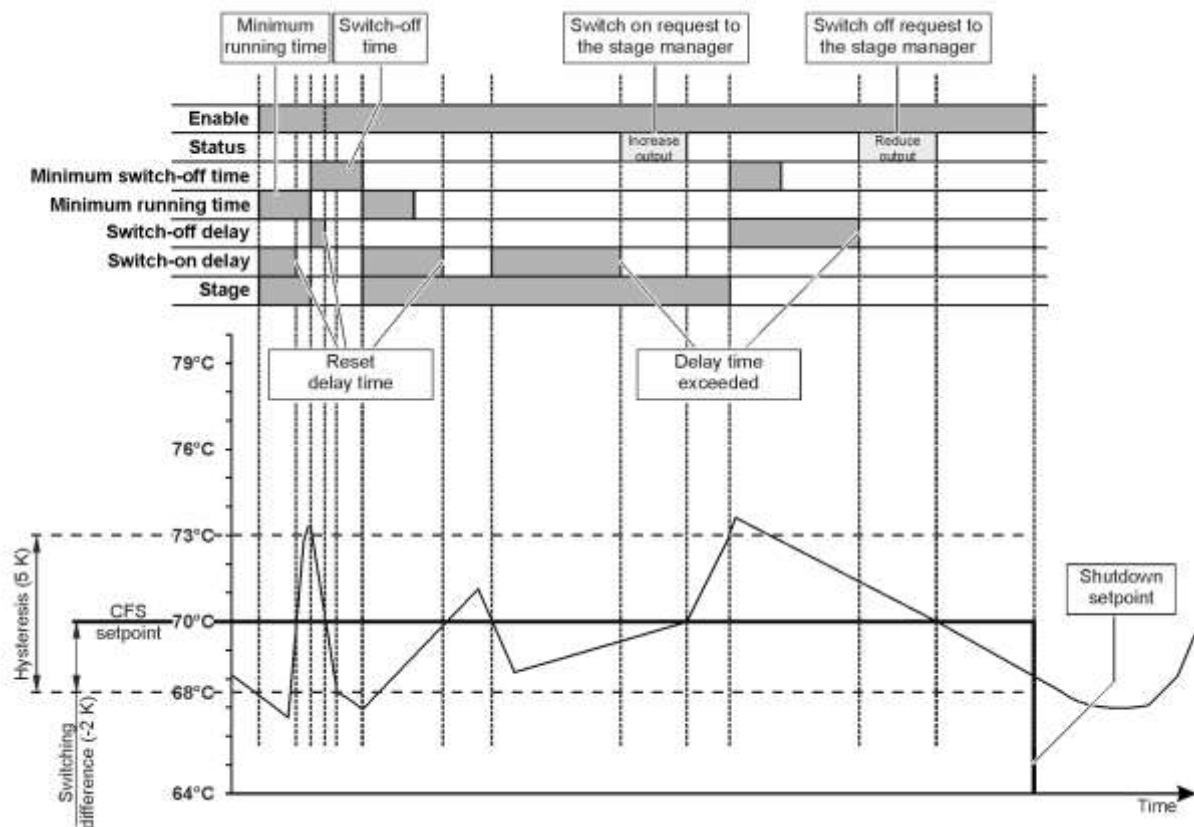 Minimum
running time
Switch-off
time
Switch on request to
the stage manager
Switch off request to
the stage manager
Enable
Status
Increase
output
Reduce
output
Minimum switch-off time
Minimum running time
Switch-off delay
Switch-on delay
Stage
79°C
Reset
delay time
Delay time
exceeded
76°C
73°C
Hysteresis (5 K)
CFS
setpoint
70°C
Shutdown
setpoint
68°C
Switching
difference (-2 K)
64°C
Time